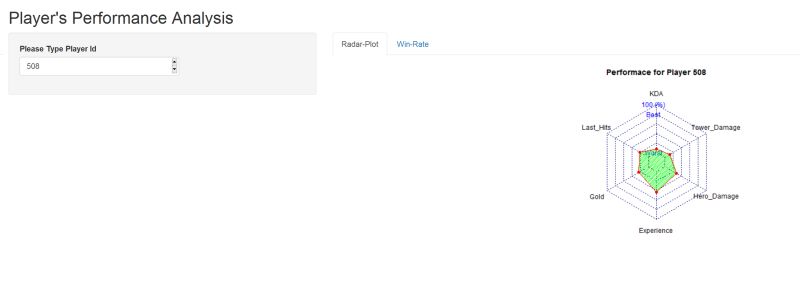 Player's Performance Analysis
Please Type Player Id
508
Radar-Plot
Win-Rate
Performace for Player 508
KDA
100 (%)
Best
Last_Hits
Tower_Damage
Worst
Gold
Hero_Damage
Experience